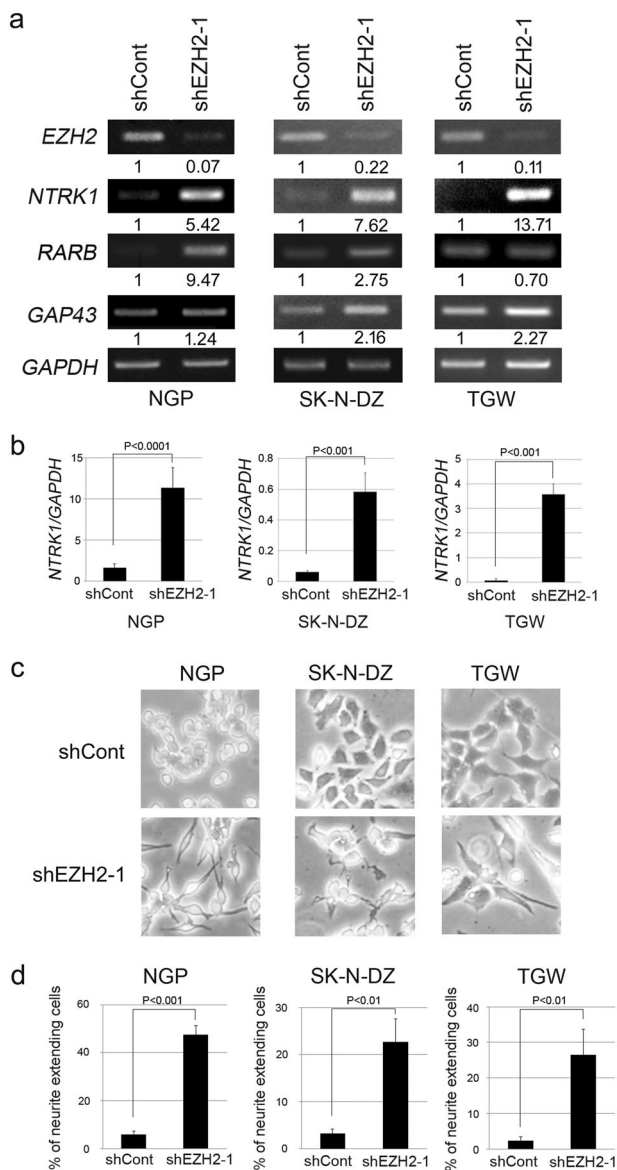 a
shCont shEZH2-1 shCont shEZH2-1 shCont shEZH2-1
EZH2
1 0.07 1 0.22 1 0.11
NTRK1
1 5.42 1 7.62 1 13.71
RARB
1 9.47 1 2.75 1 0.70
GAP43
1 1.24 1 2.16 1 2.27
GAPDH
NGP SK-N-DZ TGW
b
NTRK1/GAPDH
15
10
5
0
P<0.0001
shCont shEZH2-1
NGP
NTRK1/GAPDH
0.8
0.6
0.4
0.2
0
P<0.001
shCont shEZH2-1
SK-N-DZ
NTRK1/GAPDH
5
4
3
2
1
0
P<0.001
shCont shEZH2-1
TGW
c
NGP SK-N-DZ TGW
shCont
shEZH2-1
d
NGP
% of neurite extending cells
60
40
20
0
P<0.001
shCont shEZH2-1
SK-N-DZ
% of neurite extending cells
30
20
10
0
P<0.01
shCont shEZH2-1
TGW
% of neurite extending cells
40
30
20
10
0
P<0.01
shCont shEZH2-1